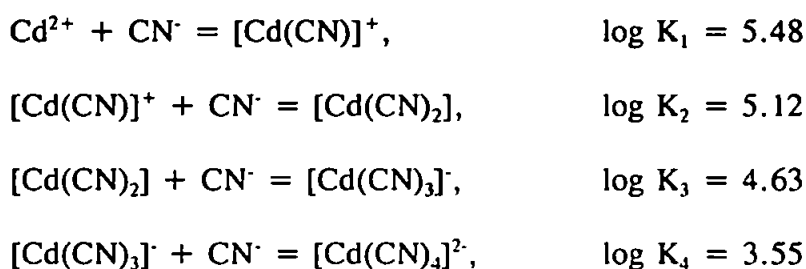 Cd²⁺ + CN⁻ = [Cd(CN)]⁺, log K₁ = 5.48
[Cd(CN)]⁺ + CN⁻ = [Cd(CN)₂], log K₂ = 5.12
[Cd(CN)₂] + CN⁻ = [Cd(CN)₃]⁻, log K₃ = 4.63
[Cd(CN)₃]⁻ + CN⁻ = [Cd(CN)₄]²⁻, log K₄ = 3.55